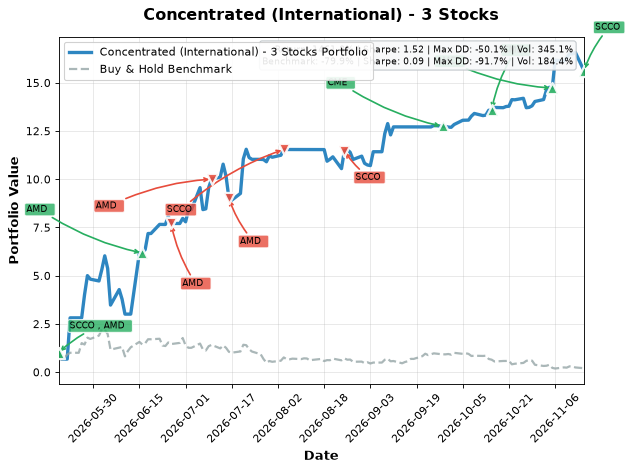 Concentrated (International) - 3 Stocks
SCCO
Concentrated (International) - 3 Stocks Portfolio
Buy & Hold Benchmark
Sharpe: 1.52 | Max DD: -50.1% | Vol: 345.1%
Benchmark: -79.9% | Sharpe: 0.09 | Max DD: -91.7% | Vol: 184.4%
CME
SCCO
AMD
SCCO
AMD
AMD
AMD
SCCO , AMD
Portfolio Value
15.0
12.5
10.0
7.5
5.0
2.5
0.0
2026-05-30
2026-06-15
2026-07-01
2026-07-17
2026-08-02
2026-08-18
2026-09-03
2026-09-19
2026-10-05
2026-10-21
2026-11-06
Date